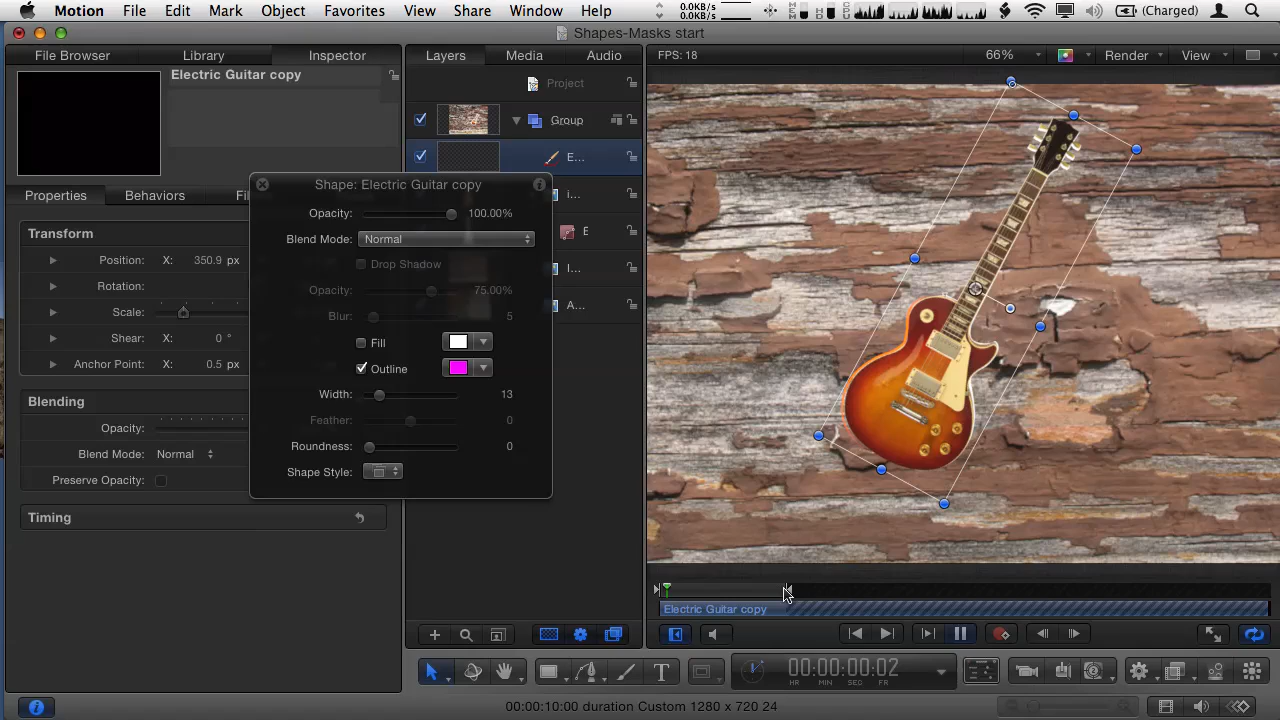 Motion File Edit Mark Object Favorites View Share Window Help 0.0KB/s 0.0KB/s MEM HD CPU (Charged)
Shapes-Masks start
File Browser Library Inspector Layers Media Audio FPS: 18 66% Render View
Electric Guitar copy
Project
Group
E...
Properties Behaviors Fi
Shape: Electric Guitar copy
i...
Opacity: 100.00%
Transform
E
Blend Mode: Normal
Position: X: 350.9 px
Drop Shadow
I...
Rotation:
Opacity: 75.00%
Scale:
Blur: 5
A...
Shear: X: 0 °
Fill
Anchor Point: X: 0.5 px
Outline
Blending
Width: 13
Opacity:
Feather: 0
Blend Mode: Normal
Roundness: 0
Preserve Opacity:
Shape Style:
Timing
Electric Guitar copy
T
00:00:00:02
HR MIN SEC FR
00:00:10:00 duration Custom 1280 x 720 24